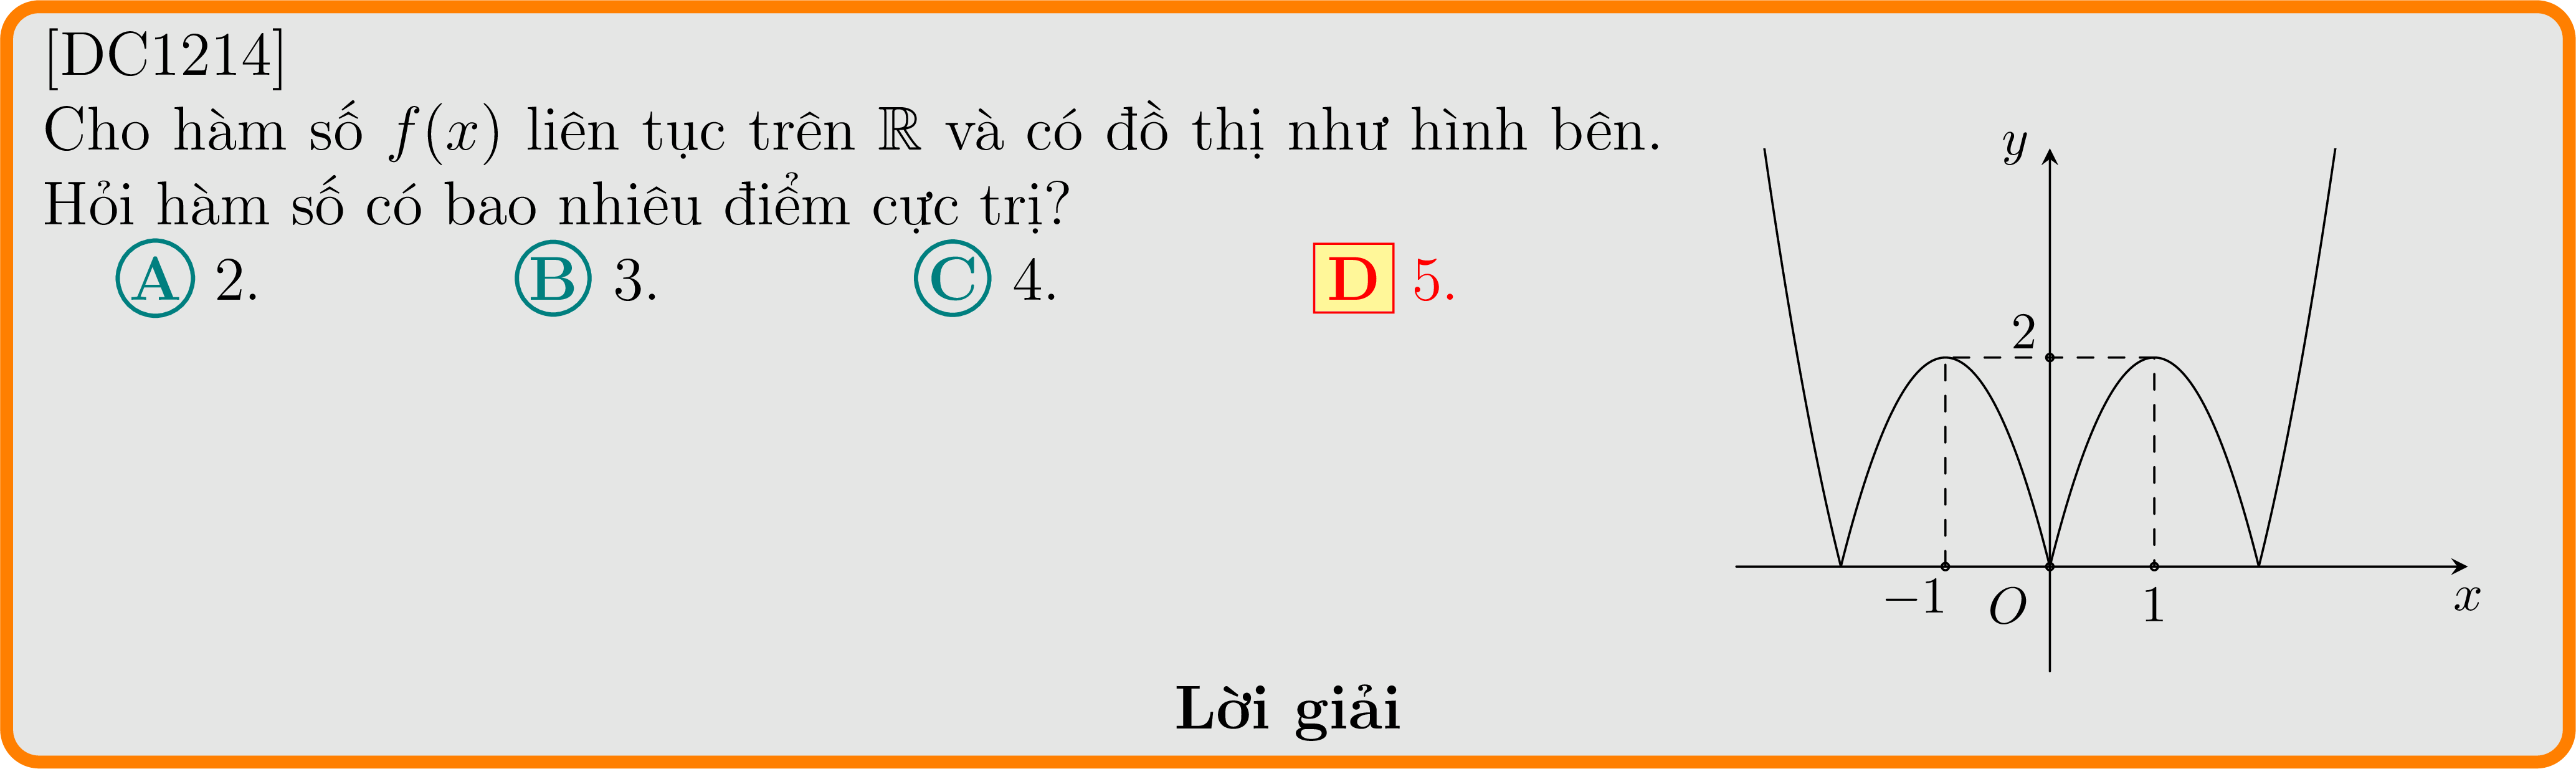 [DC1214]
Cho hàm số f(x) liên tục trên ℝ và có đồ thị như hình bên.
Hỏi hàm số có bao nhiêu điểm cực trị?
A 2. B 3. C 4. D 5.
y
2
−1 O 1 x
Lời giải